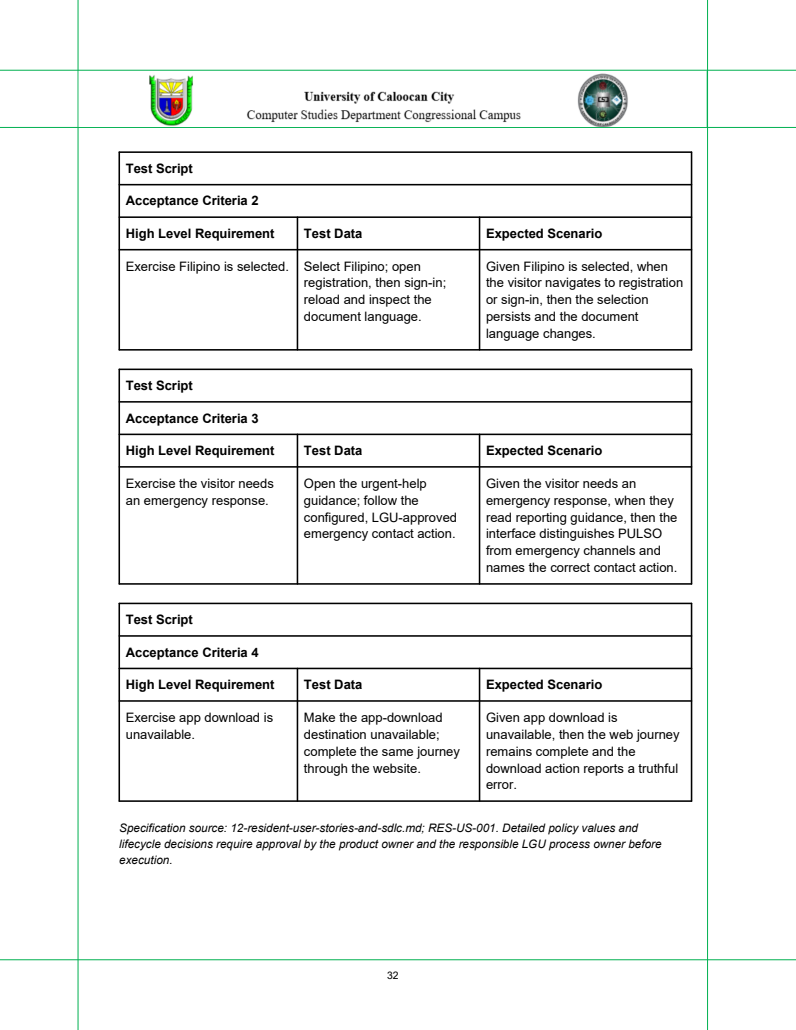 University of Caloocan City
Computer Studies Department Congressional Campus
Test Script
Acceptance Criteria 2
High Level Requirement
Test Data
Expected Scenario
Exercise Filipino is selected.
Select Filipino; open
registration, then sign-in;
reload and inspect the
document language.
Given Filipino is selected, when
the visitor navigates to registration
or sign-in, then the selection
persists and the document
language changes.
Test Script
Acceptance Criteria 3
High Level Requirement
Test Data
Expected Scenario
Exercise the visitor needs
an emergency response.
Open the urgent-help
guidance; follow the
configured, LGU-approved
emergency contact action.
Given the visitor needs an
emergency response, when they
read reporting guidance, then the
interface distinguishes PULSO
from emergency channels and
names the correct contact action.
Test Script
Acceptance Criteria 4
High Level Requirement
Test Data
Expected Scenario
Exercise app download is
unavailable.
Make the app-download
destination unavailable;
complete the same journey
through the website.
Given app download is
unavailable, then the web journey
remains complete and the
download action reports a truthful
error.
Specification source: 12-resident-user-stories-and-sdlc.md; RES-US-001. Detailed policy values and
lifecycle decisions require approval by the product owner and the responsible LGU process owner before
execution.
32